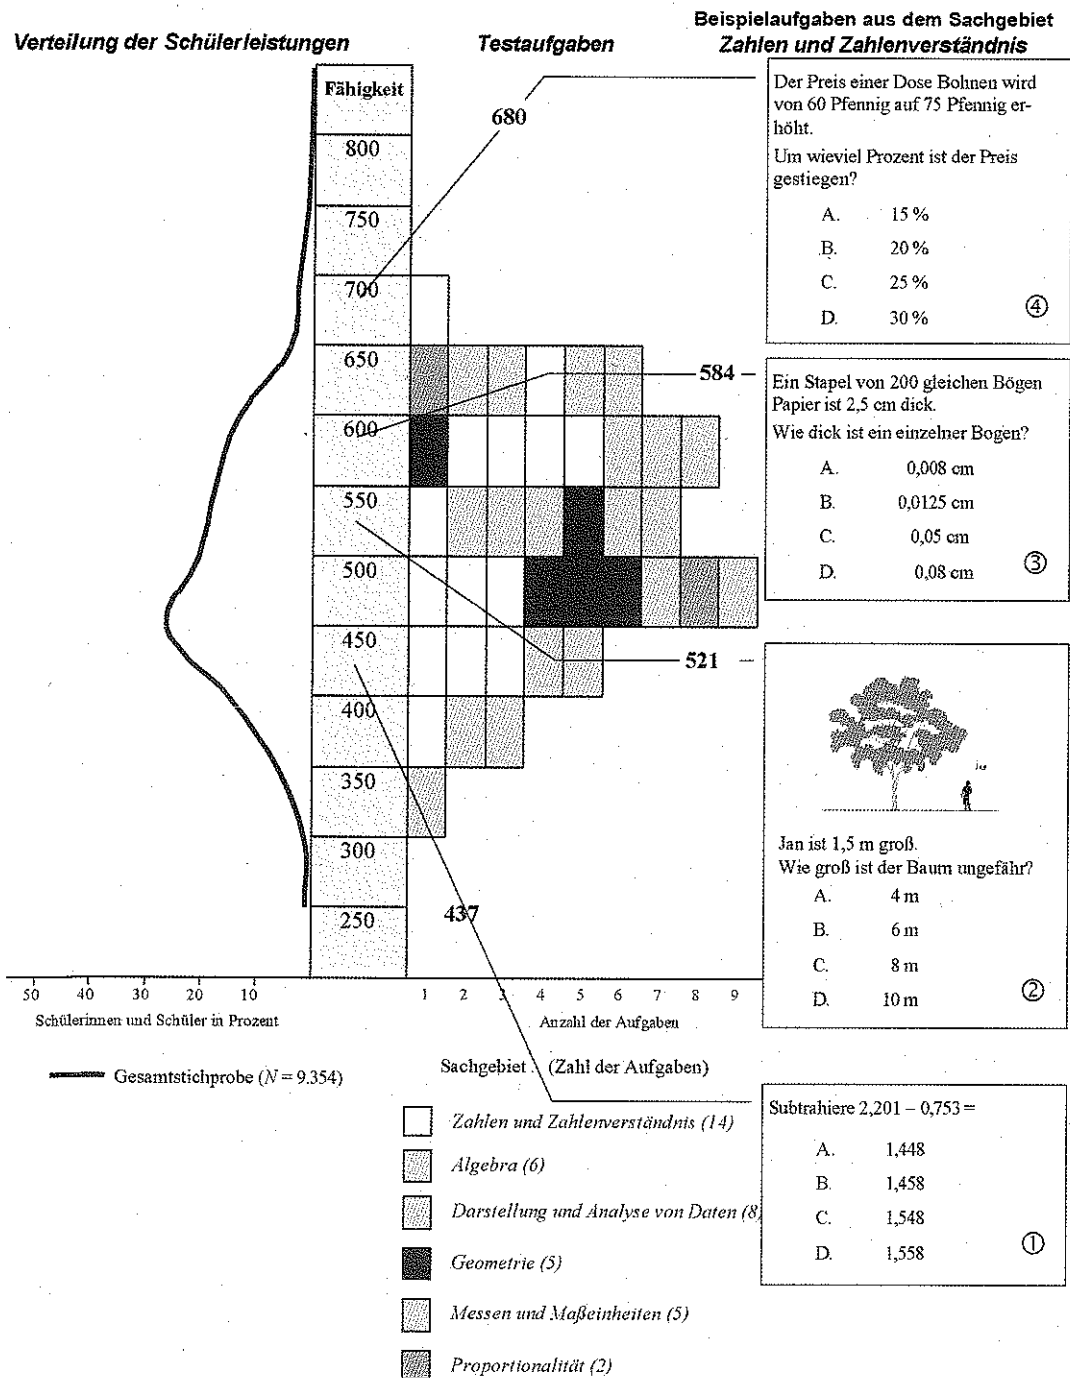 Verteilung der Schülerleistungen
Testaufgaben
Beispielaufgaben aus dem Sachgebiet
Zahlen und Zahlenverständnis
Fähigkeit
800
750
700
650
600
550
500
450
400
350
300
250
680
584
521
437
50 40 30 20 10
Schülerinnen und Schüler in Prozent
1 2 3 4 5 6 7 8 9
Anzahl der Aufgaben
Gesamtstichprobe (N = 9.354)
Sachgebiet (Zahl der Aufgaben)
Zahlen und Zahlenverständnis (14)
Algebra (6)
Darstellung und Analyse von Daten (8)
Geometrie (5)
Messen und Maßeinheiten (5)
Proportionalität (2)
Der Preis einer Dose Bohnen wird
von 60 Pfennig auf 75 Pfennig er-
höht.
Um wieviel Prozent ist der Preis
gestiegen?
A. 15 %
B. 20 %
C. 25 %
D. 30 %
④
Ein Stapel von 200 gleichen Bögen
Papier ist 2,5 cm dick.
Wie dick ist ein einzelner Bogen?
A. 0,008 cm
B. 0,0125 cm
C. 0,05 cm
D. 0,08 cm
③
Jan ist 1,5 m groß.
Wie groß ist der Baum ungefähr?
A. 4 m
B. 6 m
C. 8 m
D. 10 m
②
Subtrahiere 2,201 – 0,753 =
A. 1,448
B. 1,458
C. 1,548
D. 1,558
①